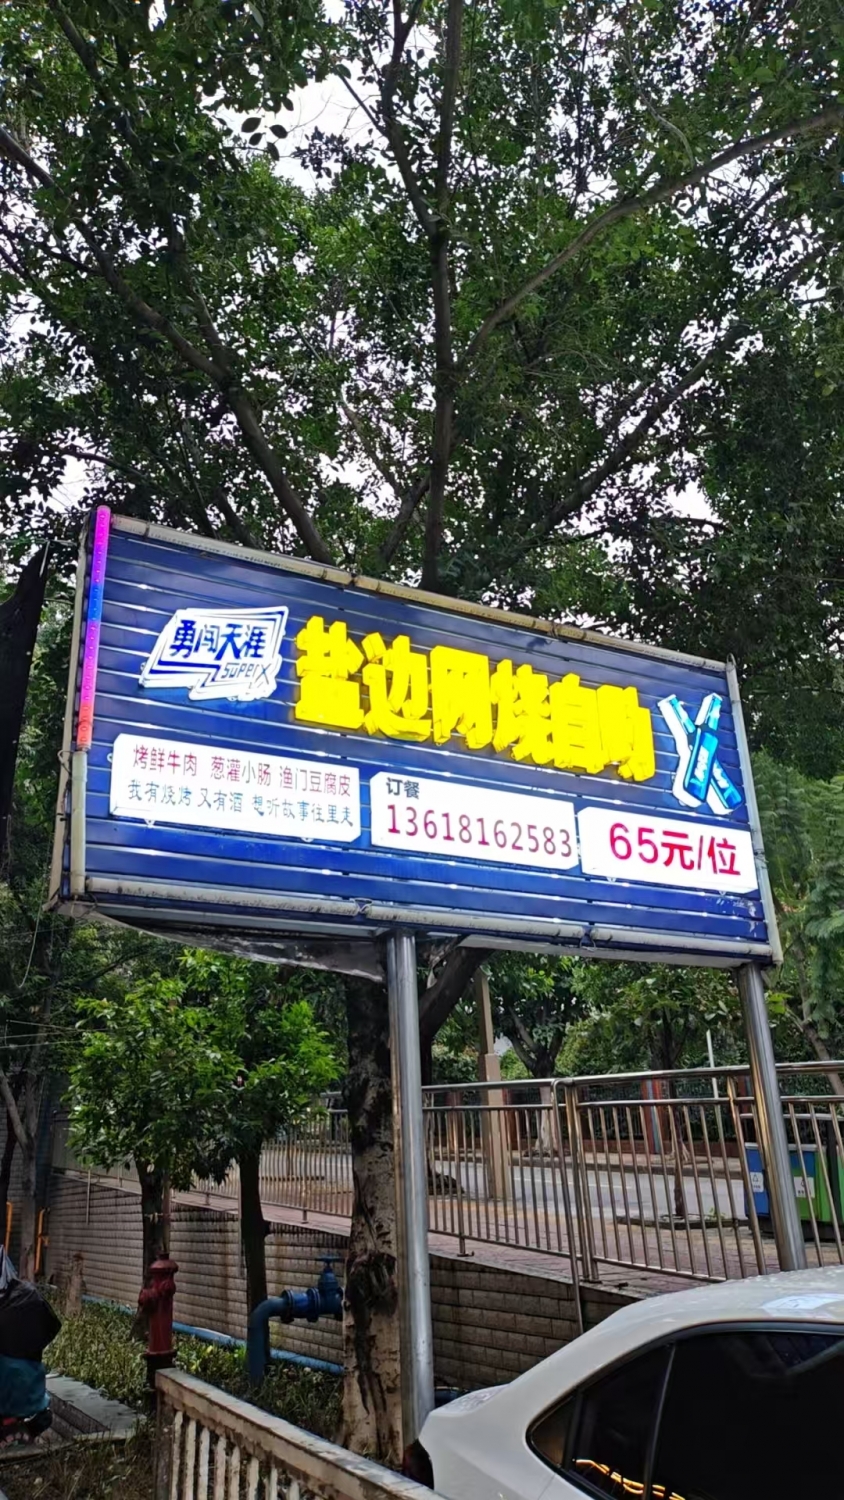 勇闯天涯
SUPERX
盐边网烧自助
烤鲜牛肉 葱灌小肠 渔门豆腐皮
我有烧烤 又有酒 想听故事往里走
订餐
13618162583
65元/位